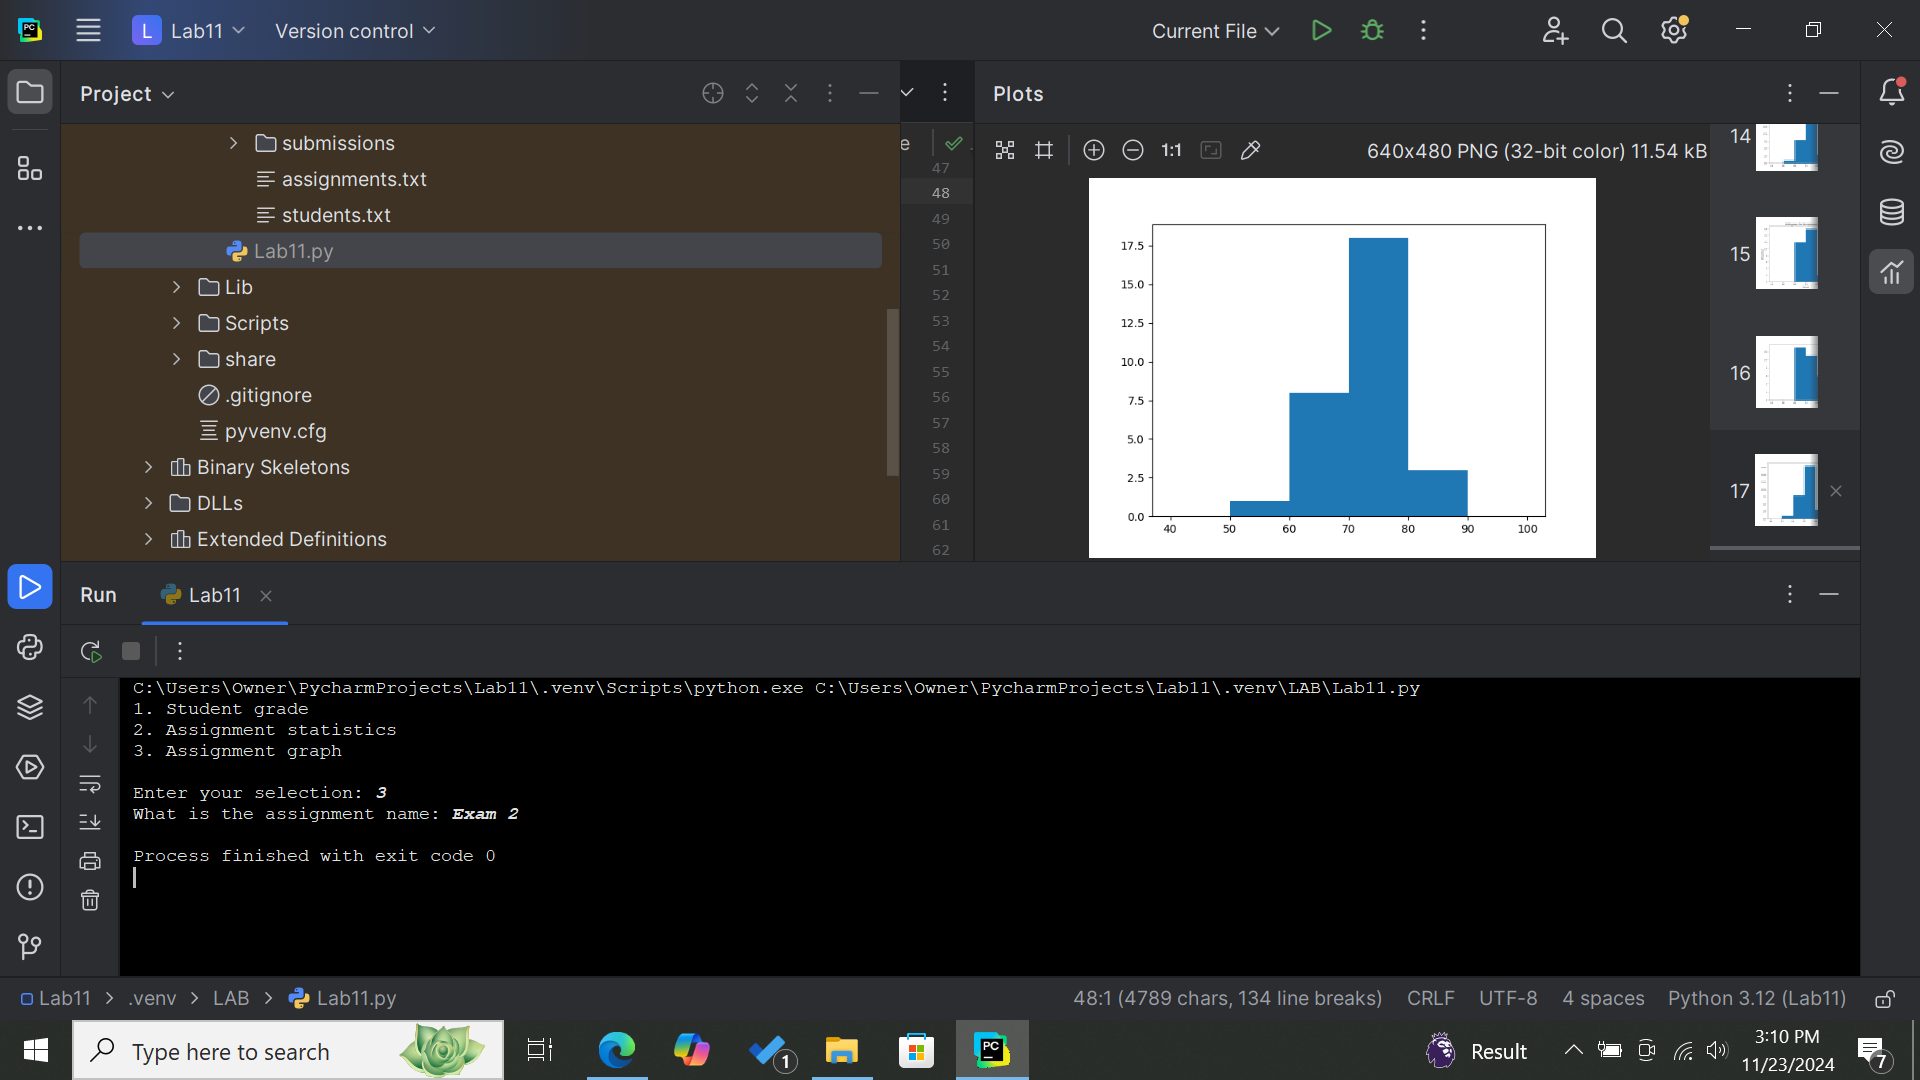 PC
L Lab11
Version control
Current File
Project
submissions
assignments.txt
students.txt
Lab11.py
Lib
Scripts
share
.gitignore
pyvenv.cfg
Binary Skeletons
DLLs
Extended Definitions
e
47
48
49
50
51
52
53
54
55
56
57
58
59
60
61
62
Plots
1:1
640x480 PNG (32-bit color) 11.54 kB
17.5
15.0
12.5
10.0
7.5
5.0
2.5
0.0
40 50 60 70 80 90 100
14
15
16
17
Run
Lab11
C:\Users\Owner\PycharmProjects\Lab11\.venv\Scripts\python.exe C:\Users\Owner\PycharmProjects\Lab11\.venv\LAB\Lab11.py
1. Student grade
2. Assignment statistics
3. Assignment graph
Enter your selection: 3
What is the assignment name: Exam 2
Process finished with exit code 0
Lab11 > .venv > LAB > Lab11.py
48:1 (4789 chars, 134 line breaks)
CRLF
UTF-8
4 spaces
Python 3.12 (Lab11)
Type here to search
1
PC
Result
3:10 PM
11/23/2024
7